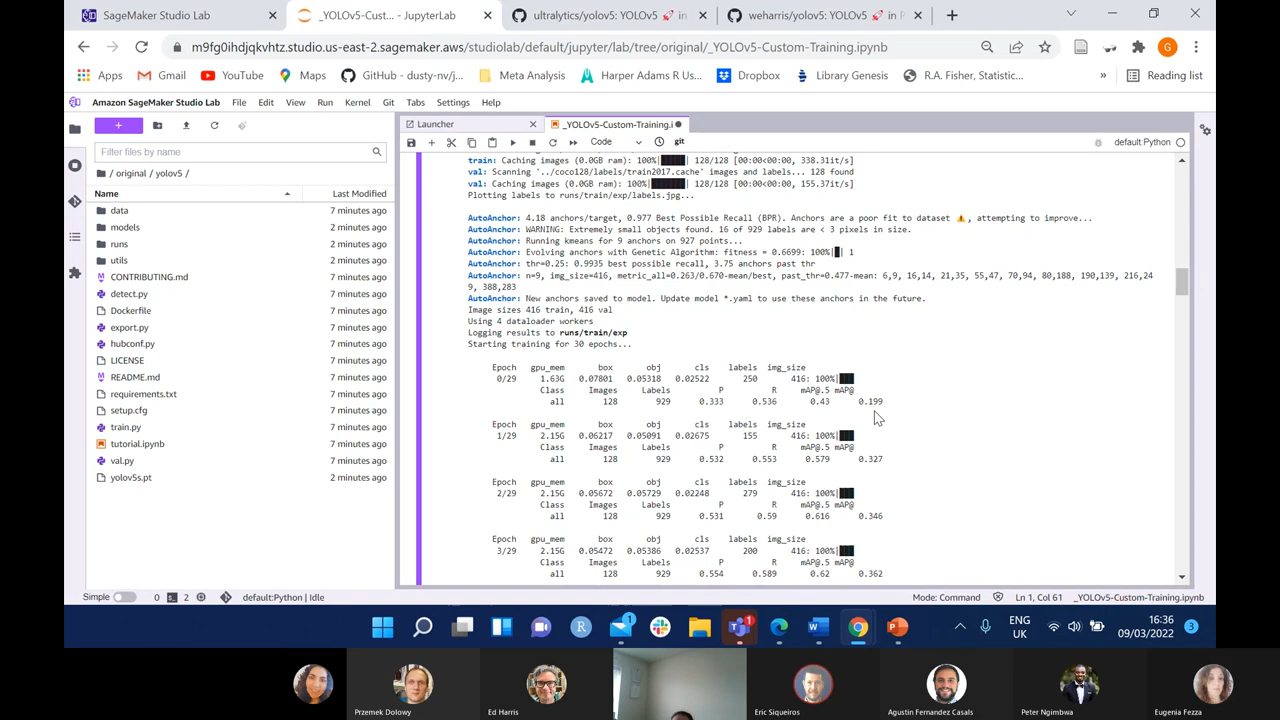 SageMaker Studio Lab
_YOLOv5-Cust... - JupyterLab
ultralytics/yolov5: YOLOv5 🚀 in
weharris/yolov5: YOLOv5 🚀 in P
m9fg0ihdjqkvhtz.studio.us-east-2.sagemaker.aws/studiolab/default/jupyter/lab/tree/original/_YOLOv5-Custom-Training.ipynb
G
Apps Gmail YouTube Maps GitHub - dusty-nv/j... Meta Analysis Harper Adams R Us... Dropbox Library Genesis R.A. Fisher, Statistic... » Reading list
Amazon SageMaker Studio Lab File Edit View Run Kernel Git Tabs Settings Help
Launcher
_YOLOv5-Custom-Training.i
Code git default:Python
Filter files by name
/ original / yolov5 /
Name Last Modified
data 7 minutes ago
models 7 minutes ago
runs 7 minutes ago
utils 7 minutes ago
CONTRIBUTING.md 7 minutes ago
detect.py 7 minutes ago
Dockerfile 7 minutes ago
export.py 7 minutes ago
hubconf.py 7 minutes ago
LICENSE 7 minutes ago
README.md 7 minutes ago
requirements.txt 7 minutes ago
setup.cfg 7 minutes ago
train.py 7 minutes ago
tutorial.ipynb 7 minutes ago
val.py 7 minutes ago
yolov5s.pt 2 minutes ago
train: Caching images (0.0GB ram): 100%|█████| 128/128 [00:00<00:00, 338.31it/s]
val: Scanning '../coco128/labels/train2017.cache' images and labels... 128 found
val: Caching images (0.0GB ram): 100%|███████| 128/128 [00:00<00:00, 155.37it/s]
Plotting labels to runs/train/exp/labels.jpg...
AutoAnchor: 4.18 anchors/target, 0.977 Best Possible Recall (BPR). Anchors are a poor fit to dataset ⚠️, attempting to improve...
AutoAnchor: WARNING: Extremely small objects found. 16 of 929 labels are < 3 pixels in size.
AutoAnchor: Running kmeans for 9 anchors on 927 points...
AutoAnchor: Evolving anchors with Genetic Algorithm: fitness = 0.6699: 100%|█| 1
AutoAnchor: thr=0.25: 0.9935 best possible recall, 3.75 anchors past thr
AutoAnchor: n=9, img_size=416, metric_all=0.263/0.670-mean/best, past_thr=0.477-mean: 6,9, 16,14, 21,35, 55,47, 70,94, 80,188, 190,139, 216,24
9, 388,283
AutoAnchor: New anchors saved to model. Update model *.yaml to use these anchors in the future.
Image sizes 416 train, 416 val
Using 4 dataloader workers
Logging results to runs/train/exp
Starting training for 30 epochs...
Epoch gpu_mem box obj cls labels img_size
0/29 1.63G 0.07801 0.05318 0.02522 250 416: 100%|███
Class Images Labels P R mAP@.5 mAP@
all 128 929 0.333 0.536 0.43 0.199
Epoch gpu_mem box obj cls labels img_size
1/29 2.15G 0.06217 0.05091 0.02675 155 416: 100%|███
Class Images Labels P R mAP@.5 mAP@
all 128 929 0.532 0.553 0.579 0.327
Epoch gpu_mem box obj cls labels img_size
2/29 2.15G 0.05672 0.05729 0.02248 279 416: 100%|███
Class Images Labels P R mAP@.5 mAP@
all 128 929 0.531 0.59 0.616 0.346
Epoch gpu_mem box obj cls labels img_size
3/29 2.15G 0.05472 0.05386 0.02537 200 416: 100%|███
Class Images Labels P R mAP@.5 mAP@
all 128 929 0.554 0.589 0.62 0.362
Simple 0 2 default:Python | Idle Mode: Command Ln 1, Col 61 _YOLOv5-Custom-Training.ipynb
ENG
UK
16:36
09/03/2022
3
Przemek Dolowy Ed Harris Eric Siqueiros Agustin Fernandez Casals Peter Ngimbwa Eugenia Fezza